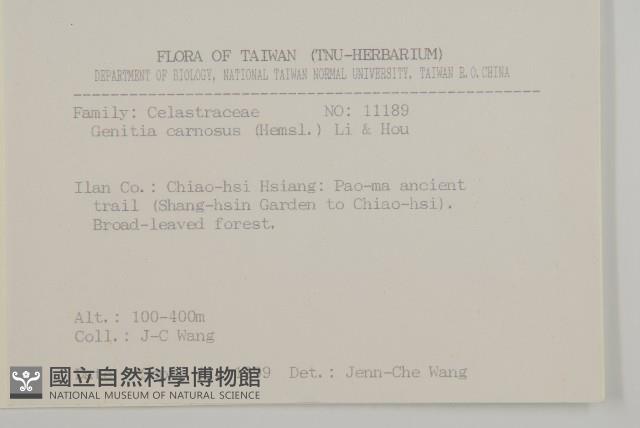 FLORA OF TAIWAN (TNU-HERBARIUM)
DEPARTMENT OF BIOLOGY, NATIONAL TAIWAN NORMAL UNIVERSITY, TAIWAN R.O.CHINA
Family: Celastraceae NO: 11189
Genitia carnosus (Hemsl.) Li & Hou
Ilan Co.: Chiao-hsi Hsiang: Pao-ma ancient
trail (Shang-hsin Garden to Chiao-hsi).
Broad-leaved forest.
Alt.: 100-400m
Coll.: J-C Wang
Det.: Jenn-Che Wang
國立自然科學博物館
NATIONAL MUSEUM OF NATURAL SCIENCE